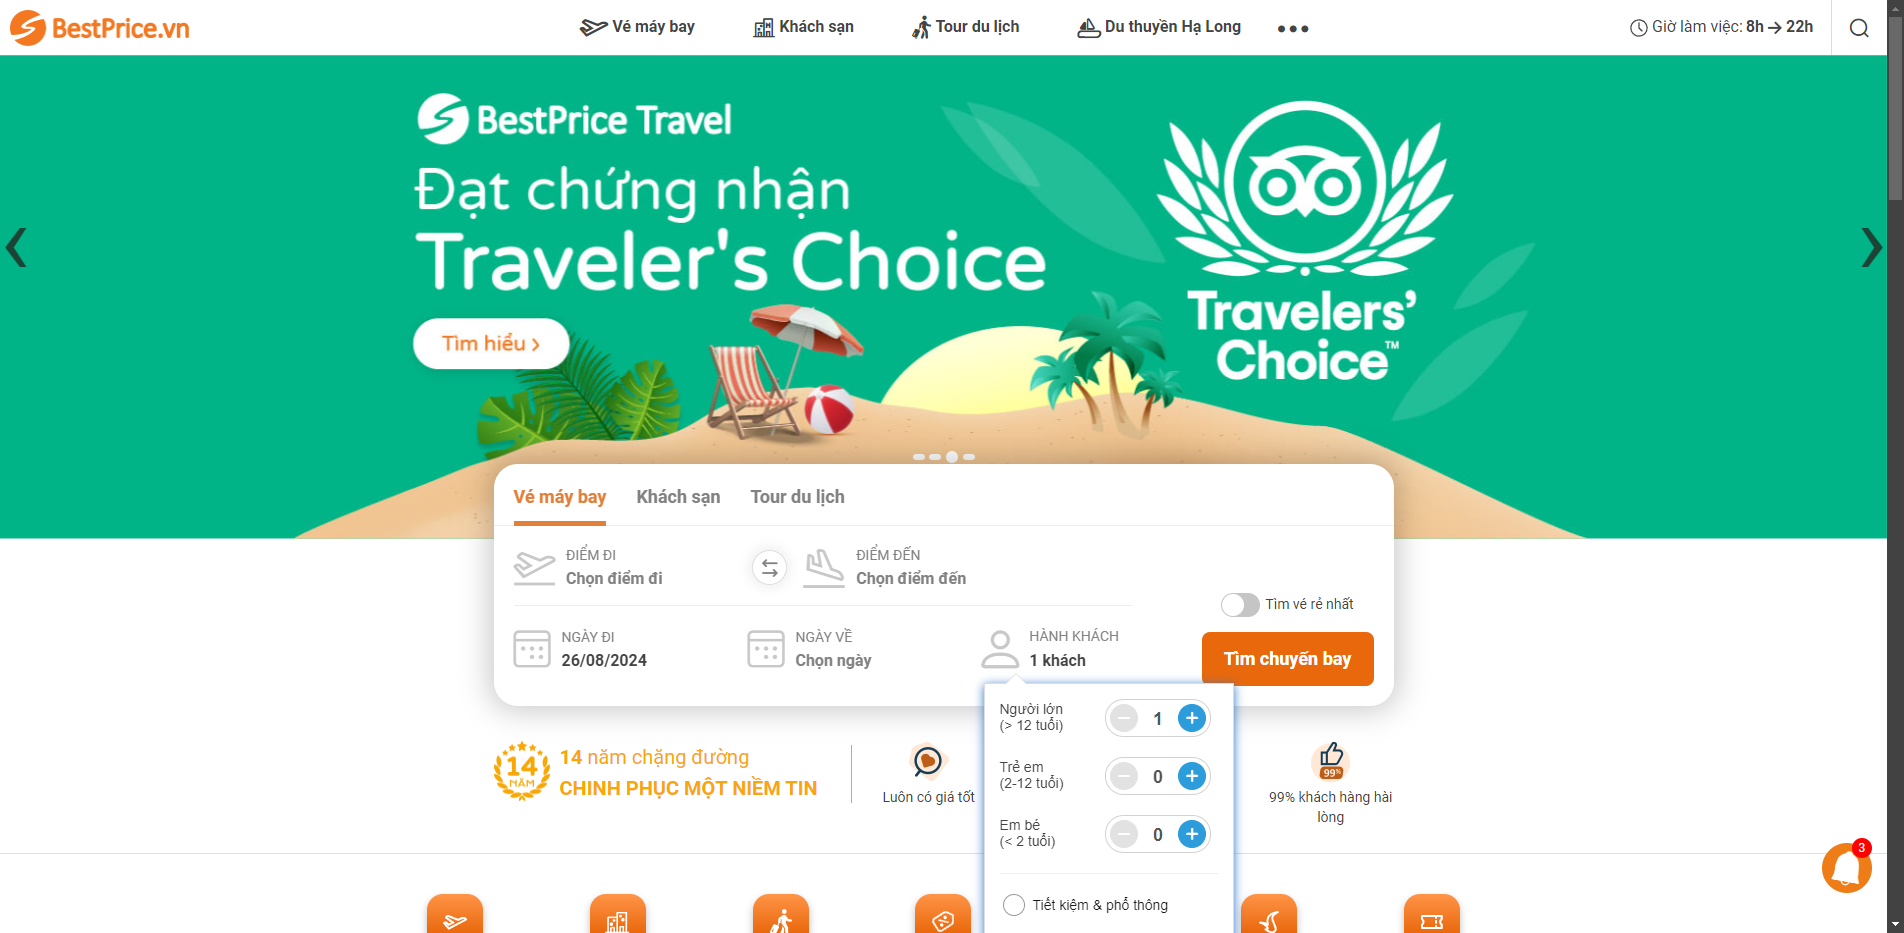 BestPrice.vn
Vé máy bay
Khách sạn
Tour du lịch
Du thuyền Hạ Long
Giờ làm việc: 8h → 22h
BestPrice Travel
Đạt chứng nhận
Traveler's Choice
Tìm hiểu
Travelers’
Choice™
Vé máy bay
Khách sạn
Tour du lịch
ĐIỂM ĐI
Chọn điểm đi
ĐIỂM ĐẾN
Chọn điểm đến
Tìm vé rẻ nhất
NGÀY ĐI
26/08/2024
NGÀY VỀ
Chọn ngày
HÀNH KHÁCH
1 khách
Tìm chuyến bay
Người lớn
(> 12 tuổi)
1
Trẻ em
(2-12 tuổi)
0
Em bé
(< 2 tuổi)
0
Tiết kiệm & phổ thông
14
NĂM
14 năm chặng đường
CHINH PHỤC MỘT NIỀM TIN
Luôn có giá tốt
99%
99% khách hàng hài
lòng
3